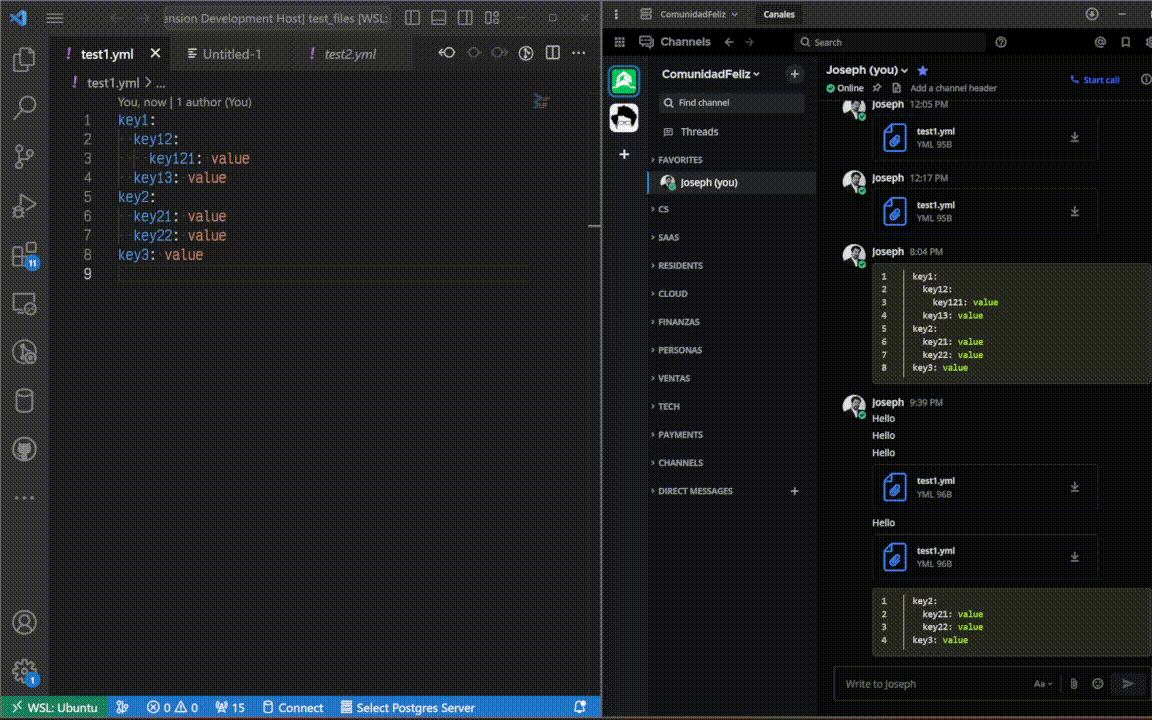 ension Development Host] test_files [WSL:
! test1.yml
Untitled-1
! test2.yml
! test1.yml > ...
You, now | 1 author (You)
1 key1:
2 key12:
3 key121: value
4 key13: value
5 key2:
6 key21: value
7 key22: value
8 key3: value
9
11
1
WSL: Ubuntu
0 0
15
Connect
Select Postgres Server
ComunidadFeliz
Canales
Channels
Search
ComunidadFeliz
Find channel
Threads
FAVORITES
Joseph (you)
CS
SAAS
RESIDENTS
CLOUD
FINANZAS
PERSONAS
VENTAS
TECH
PAYMENTS
CHANNELS
DIRECT MESSAGES
Joseph (you)
Online
Add a channel header
Start call
Joseph 12:05 PM
test1.yml
YML 95B
Joseph 12:17 PM
test1.yml
YML 95B
Joseph 8:04 PM
1 key1:
2 key12:
3 key121: value
4 key13: value
5 key2:
6 key21: value
7 key22: value
8 key3: value
Joseph 9:39 PM
Hello
Hello
Hello
test1.yml
YML 96B
Hello
test1.yml
YML 96B
1 key2:
2 key21: value
3 key22: value
4 key3: value
Write to Joseph
Aa